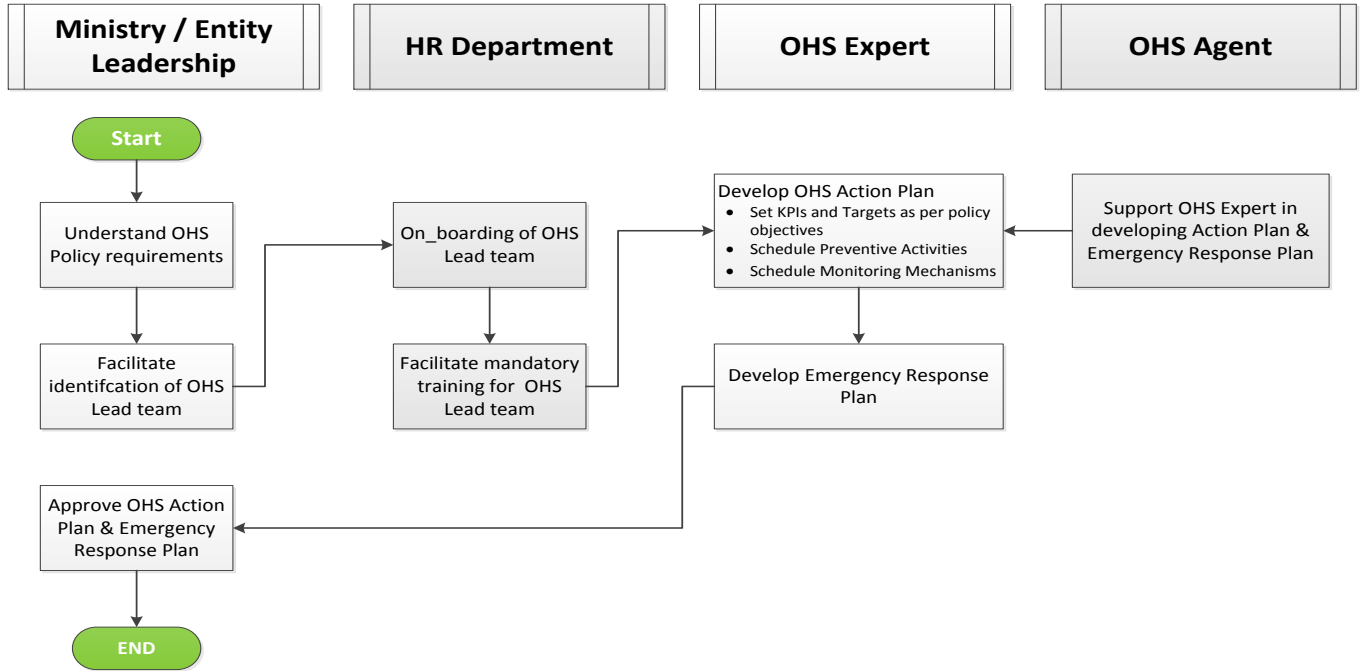 Ministry / Entity
Leadership
HR Department
OHS Expert
OHS Agent
Start
Understand OHS
Policy requirements
On_boarding of OHS
Lead team
Develop OHS Action Plan
• Set KPIs and Targets as per policy
objectives
• Schedule Preventive Activities
• Schedule Monitoring Mechanisms
Support OHS Expert in
developing Action Plan &
Emergency Response Plan
Facilitate
identifcation of OHS
Lead team
Facilitate mandatory
training for OHS
Lead team
Develop Emergency Response
Plan
Approve OHS Action
Plan & Emergency
Response Plan
END